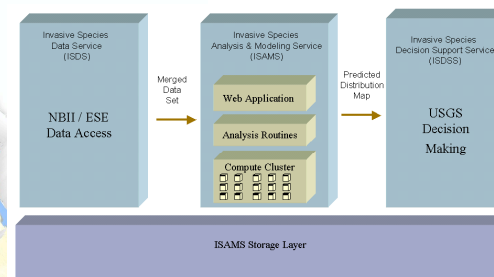 Invasive Species
Data Service
(ISDS)
NBII / ESE
Data Access
Merged
Data
Set
Invasive Species
Analysis & Modeling Service
(ISAMS)
Web Application
Analysis Routines
Compute Cluster
Predicted
Distribution
Map
Invasive Species
Decision Support Service
(ISDSS)
USGS
Decision
Making
ISAMS Storage Layer